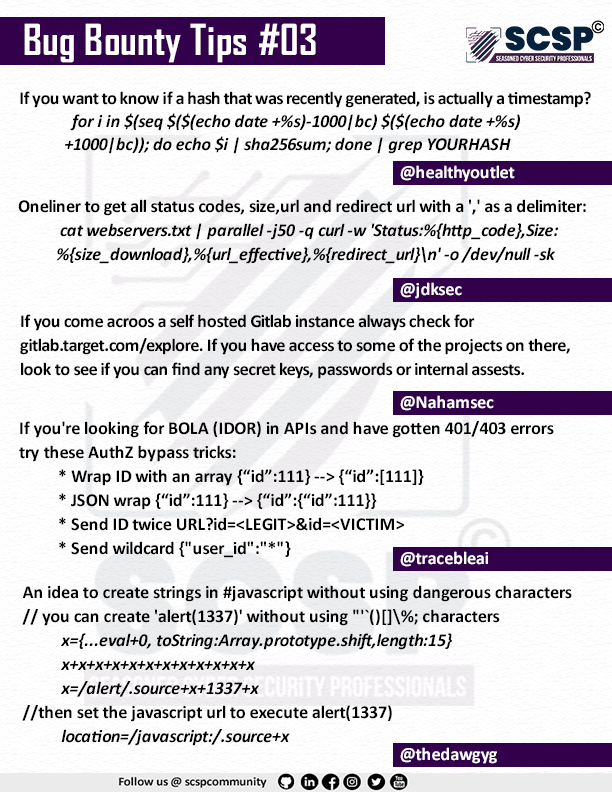 Bug Bounty Tips #03
SCSP©
SEASONED CYBER SECURITY PROFESSIONALS
If you want to know if a hash that was recently generated, is actually a timestamp?
for i in $(seq $($(echo date +%s)-1000|bc) $($(echo date +%s)
+1000|bc)); do echo $i | sha256sum; done | grep YOURHASH
@healthyoutlet
Oneliner to get all status codes, size,url and redirect url with a ',' as a delimiter:
cat webservers.txt | parallel -j50 -q curl -w 'Status:%{http_code},Size:
%{size_download},%{url_effective},%{redirect_url}\n' -o /dev/null -sk
@jdksec
If you come acroos a self hosted Gitlab instance always check for
gitlab.target.com/explore. If you have access to some of the projects on there,
look to see if you can find any secret keys, passwords or internal assests.
@Nahamsec
If you're looking for BOLA (IDOR) in APIs and have gotten 401/403 errors
try these AuthZ bypass tricks:
* Wrap ID with an array {“id”:111} --> {“id”:[111]}
* JSON wrap {“id”:111} --> {“id”:{“id”:111}}
* Send ID twice URL?id=<LEGIT>&id=<VICTIM>
* Send wildcard {"user_id":"*"}
@tracebleai
An idea to create strings in #javascript without using dangerous characters
// you can create 'alert(1337)' without using "'`()[]\%; characters
x={...eval+0, toString:Array.prototype.shift,length:15}
x+x+x+x+x+x+x+x+x+x+x+x
x=/alert/.source+x+1337+x
//then set the javascript url to execute alert(1337)
location=/javascript:/.source+x
@thedawgyg
SCSP
SEASONED CYBER SECURITY PROFESSIONALS
Follow us @ scspcommunity